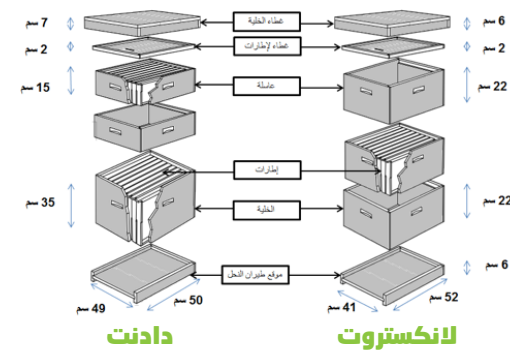 7 سم
غطاء الخلية
6 سم
2 سم
غطاء لإطارات
2 سم
15 سم
عاسلة
22 سم
إطارات
35 سم
الخلية
22 سم
موقع طيران النحل
6 سم
49 سم
50 سم
41 سم
52 سم
دادنت
لانكستروت